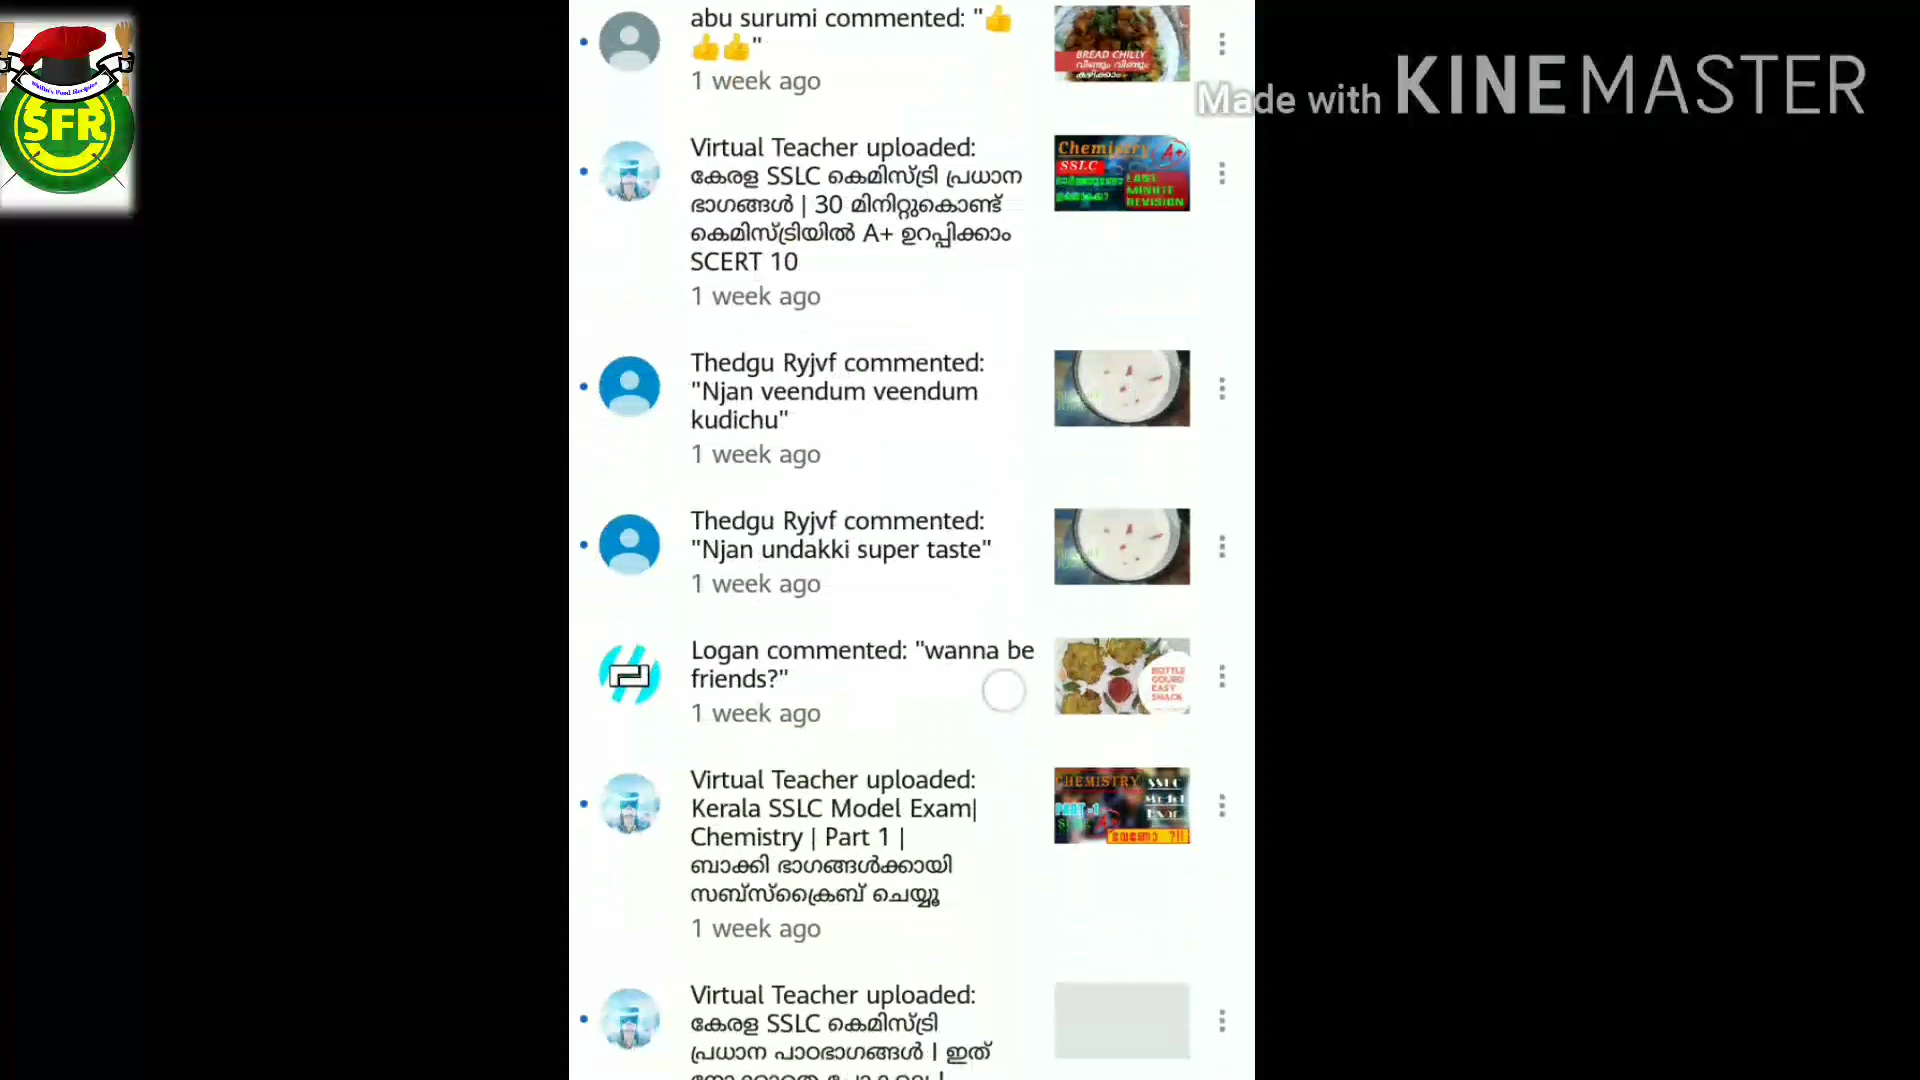 abu surumi commented: "👍
👍👍"
1 week ago
BREAD CHILLY
വീണ്ടും വീണ്ടും
കഴിക്കാം
Made with KINEMASTER
SFR
Virtual Teacher uploaded:
കേരള SSLC കെമിസ്ട്രി പ്രധാന
ഭാഗങ്ങൾ | 30 മിനിറ്റുകൊണ്ട്
കെമിസ്ട്രിയിൽ A+ ഉറപ്പിക്കാം
SCERT 10
1 week ago
Chemistry A+
SSLC
LAST
MINUTE
REVISION
Thedgu Ryjvf commented:
"Njan veendum veendum
kudichu"
1 week ago
Thedgu Ryjvf commented:
"Njan undakki super taste"
1 week ago
Logan commented: "wanna be
friends?"
1 week ago
BOTTLE
GOURD
EASY
SNACK
Virtual Teacher uploaded:
Kerala SSLC Model Exam|
Chemistry | Part 1 |
ബാക്കി ഭാഗങ്ങൾക്കായി
സബ്സ്ക്രൈബ് ചെയ്യൂ
1 week ago
CHEMISTRY SSLC
PART -1 Model
Exam
A+
വേണോ ?!!
Virtual Teacher uploaded:
കേരള SSLC കെമിസ്ട്രി
പ്രധാന പാഠഭാഗങ്ങൾ | ഇത്